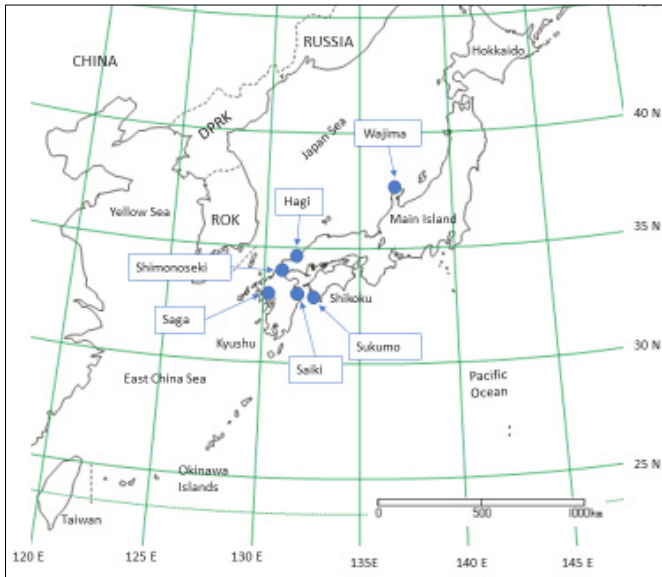 RUSSIA
Hokkaido
CHINA
40 N
DPRK
Japan Sea
Wajima
Hagi
Yellow Sea
ROK
Main Island
35 N
Shimonoseki
Shikoku
Saga
Kyushu
Sukumo
30 N
Saiki
East China Sea
Pacific
Ocean
25 N
Okinawa
Islands
0
500
1000km
Taiwan
120 E
125 E
130 E
135E
140 E
145 E